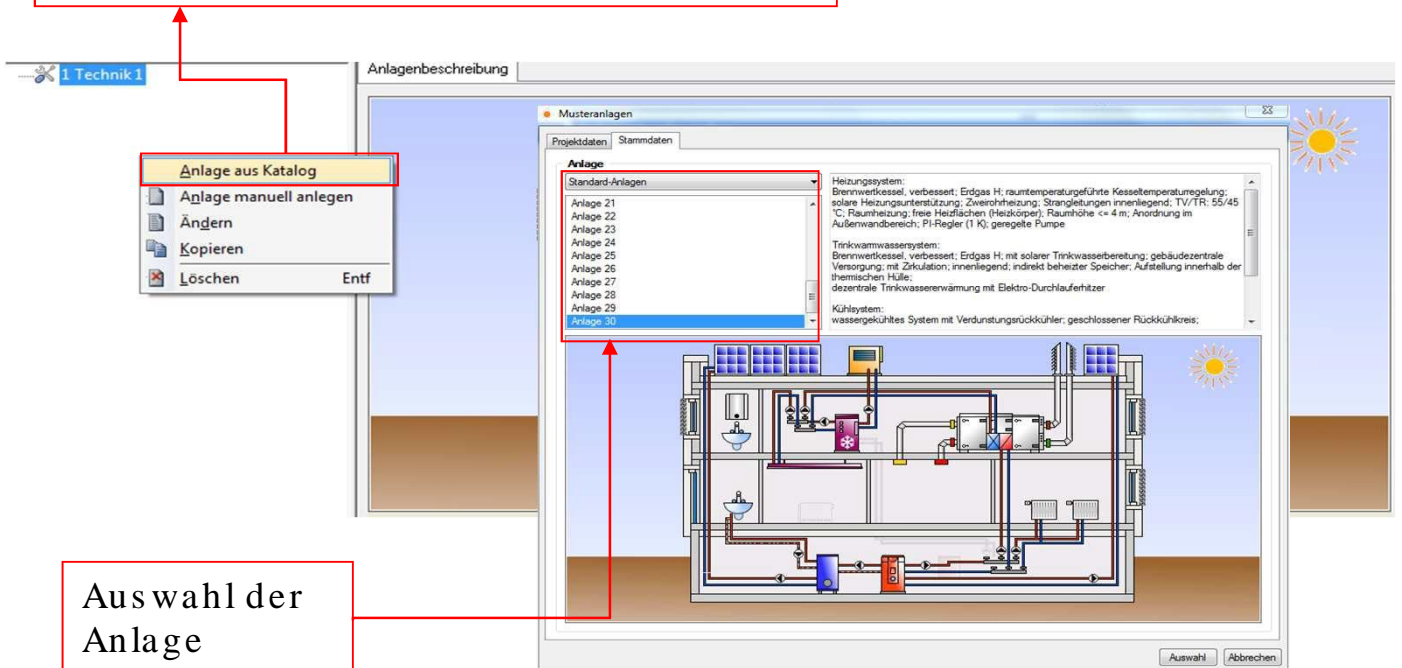 1 Technik 1
Anlagenbeschreibung
Anlage aus Katalog
Anlage manuell anlegen
Ändern
Kopieren
Löschen Entf
Musteranlagen
Projektdaten Stammdaten
Anlage
Standard-Anlagen
Anlage 21
Anlage 22
Anlage 23
Anlage 24
Anlage 25
Anlage 26
Anlage 27
Anlage 28
Anlage 29
Anlage 30
Heizungssystem:
Brennwertkessel, verbessert; Erdgas H; raumtemperaturgeführte Kesseltemperaturregelung;
solare Heizungsunterstützung; Zweirohrheizung; Strangleitungen innenliegend; TV/TR: 55/45
°C; Raumheizung; freie Heizflächen (Heizkörper); Raumhöhe <= 4 m; Anordnung im
Außenwandbereich; PI-Regler (1 K); geregelte Pumpe
Trinkwarmwassersystem:
Brennwertkessel, verbessert; Erdgas H; mit solarer Trinkwasserbereitung; gebäudezentrale
Versorgung; mit Zirkulation; innenliegend; indirekt beheizter Speicher; Aufstellung innerhalb der
thermischen Hülle;
dezentrale Trinkwassererwärmung mit Elektro-Durchlauferhitzer
Kühlsystem:
wassergekühltes System mit Verdunstungsrückkühler; geschlossener Rückkühlkreis;
Auswahl der
Anlage
Auswahl Abbrechen